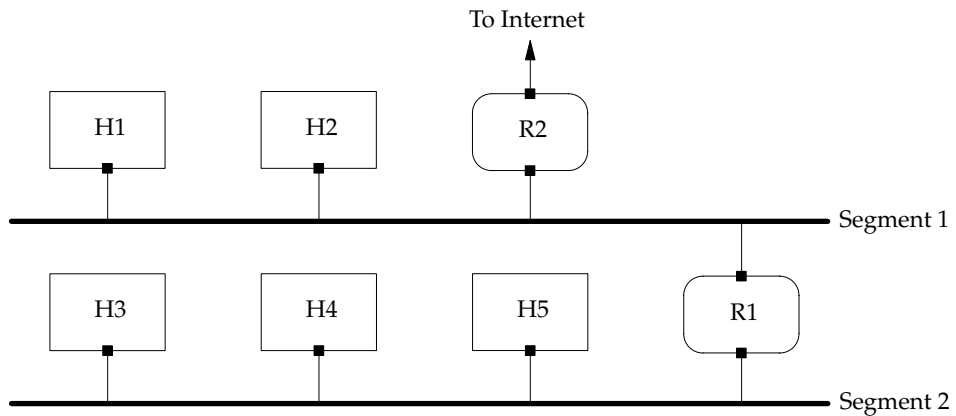 To Internet
H1
H2
R2
Segment 1
H3
H4
H5
R1
Segment 2